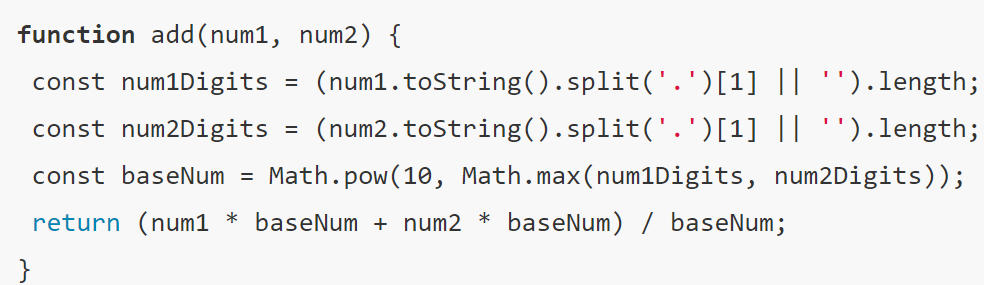 function add(num1, num2) {
 const num1Digits = (num1.toString().split('.')[1] || '').length;
 const num2Digits = (num2.toString().split('.')[1] || '').length;
 const baseNum = Math.pow(10, Math.max(num1Digits, num2Digits));
 return (num1 * baseNum + num2 * baseNum) / baseNum;
}